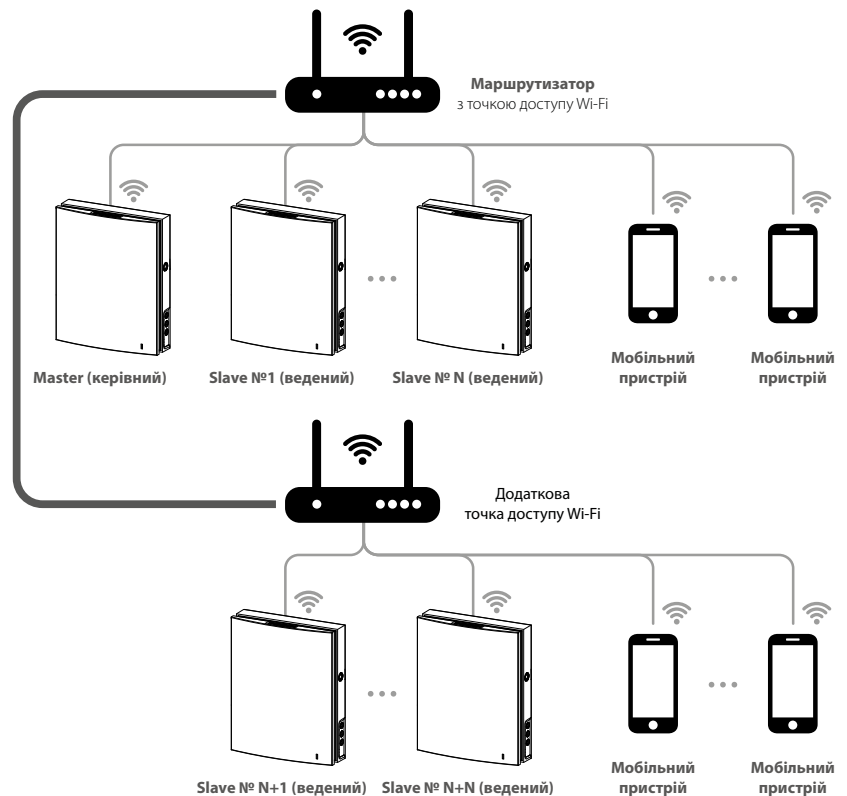 Маршрутизатор
з точкою доступу Wi-Fi
Master (керівний)
Slave №1 (ведений)
Slave № N (ведений)
Мобільний
пристрій
Мобільний
пристрій
Додаткова
точка доступу Wi-Fi
Slave № N+1 (ведений)
Slave № N+N (ведений)
Мобільний
пристрій
Мобільний
пристрій